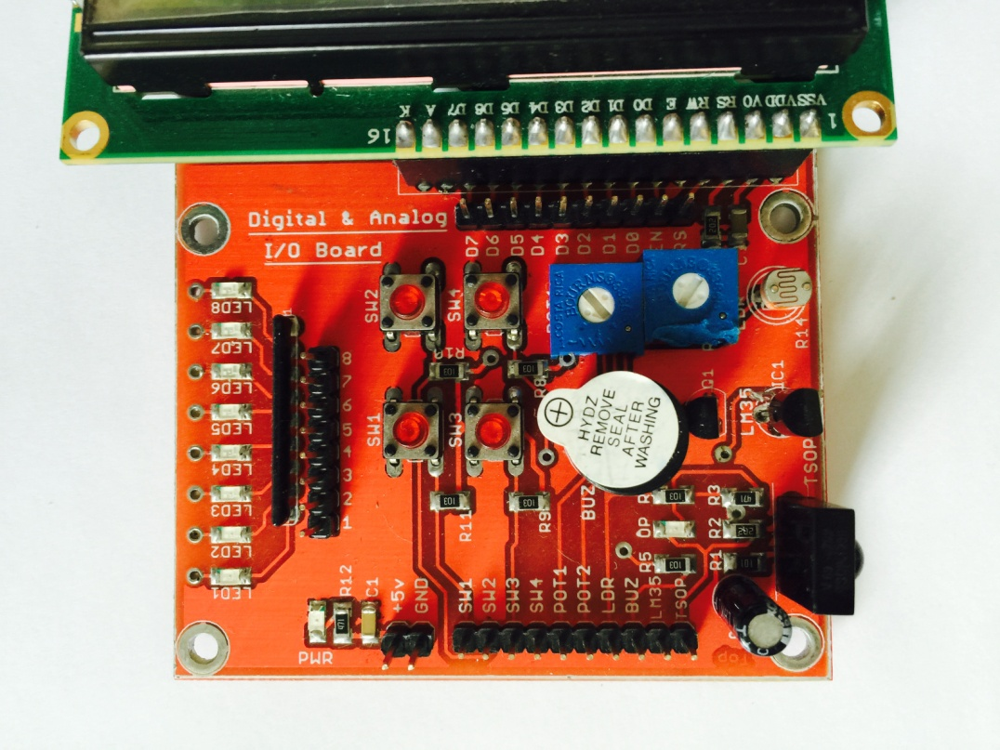 K A D7 D6 D5 D4 D3 D2 D1 D0 E RW RS VO VDD VSS
16
1
Digital & Analog
I/O Board
D7 D6 D5 D4 D3 D2 D1 D0 EN RS
202
LED8
LED7
LED6
LED5
LED4
LED3
LED2
LED1
8
7
6
5
4
3
2
1
SW2
SW4
R10
103
R8
103
SW1
SW3
R11
103
R9
103
R14
IC1
LM35
Q1
TSOP
+
HYDZ
REMOVE
SEAL
AFTER
WASHING
BUZ
103
R3
471
OP
R2
R5
103
R1
101
R12
471
C1
PWR
+5v
GND
SW1
SW2
SW3
SW4
POT1
POT2
LDR
BUZ
LM35
TSOP